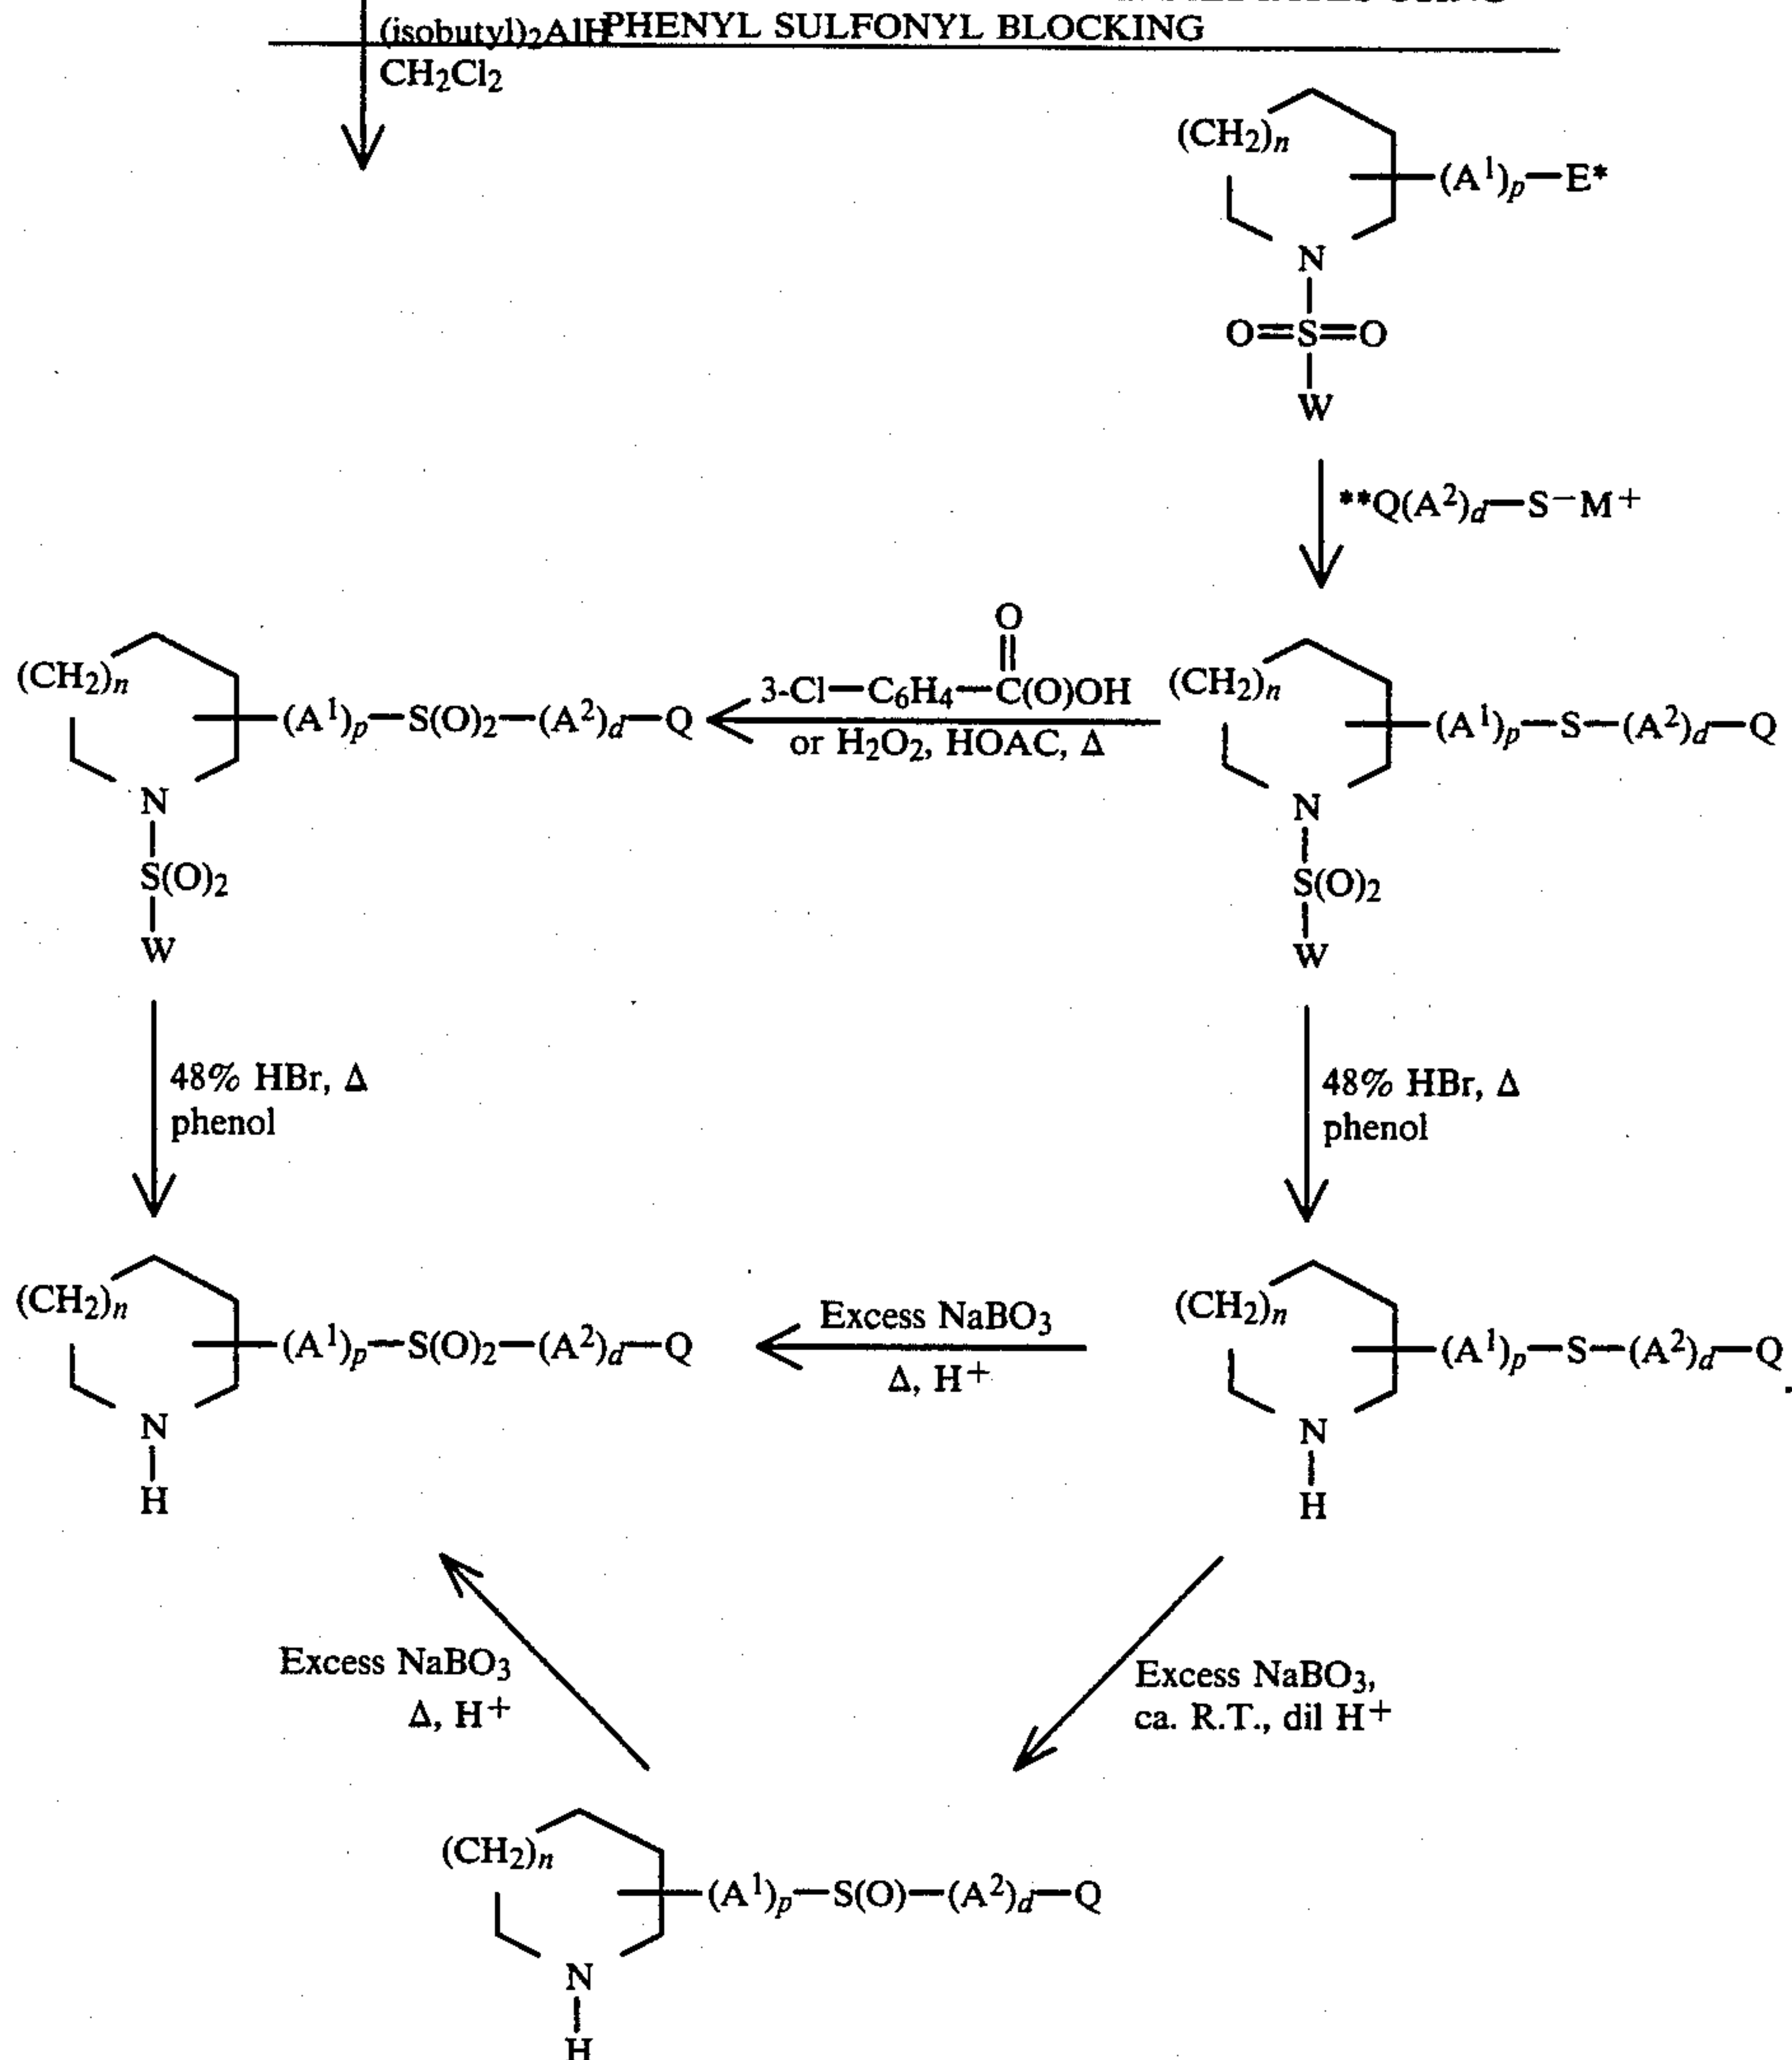 (isobutyl)2AlH
PHENYL SULFONYL BLOCKING
CH2Cl2
(CH2)n
(A1)p—E*
N
O=S=O
W
**Q(A2)d—S−M+
O
3-Cl—C6H4—C(O)OH
or H2O2, HOAC, Δ
(CH2)n
(A1)p—S(O)2—(A2)d—Q
N
S(O)2
W
(CH2)n
(A1)p—S—(A2)d—Q
N
S(O)2
W
48% HBr, Δ
phenol
48% HBr, Δ
phenol
(CH2)n
(A1)p—S(O)2—(A2)d—Q
N
H
Excess NaBO3
Δ, H+
(CH2)n
(A1)p—S—(A2)d—Q
N
H
Excess NaBO3
Δ, H+
Excess NaBO3,
ca. R.T., dil H+
(CH2)n
(A1)p—S(O)—(A2)d—Q
N
H